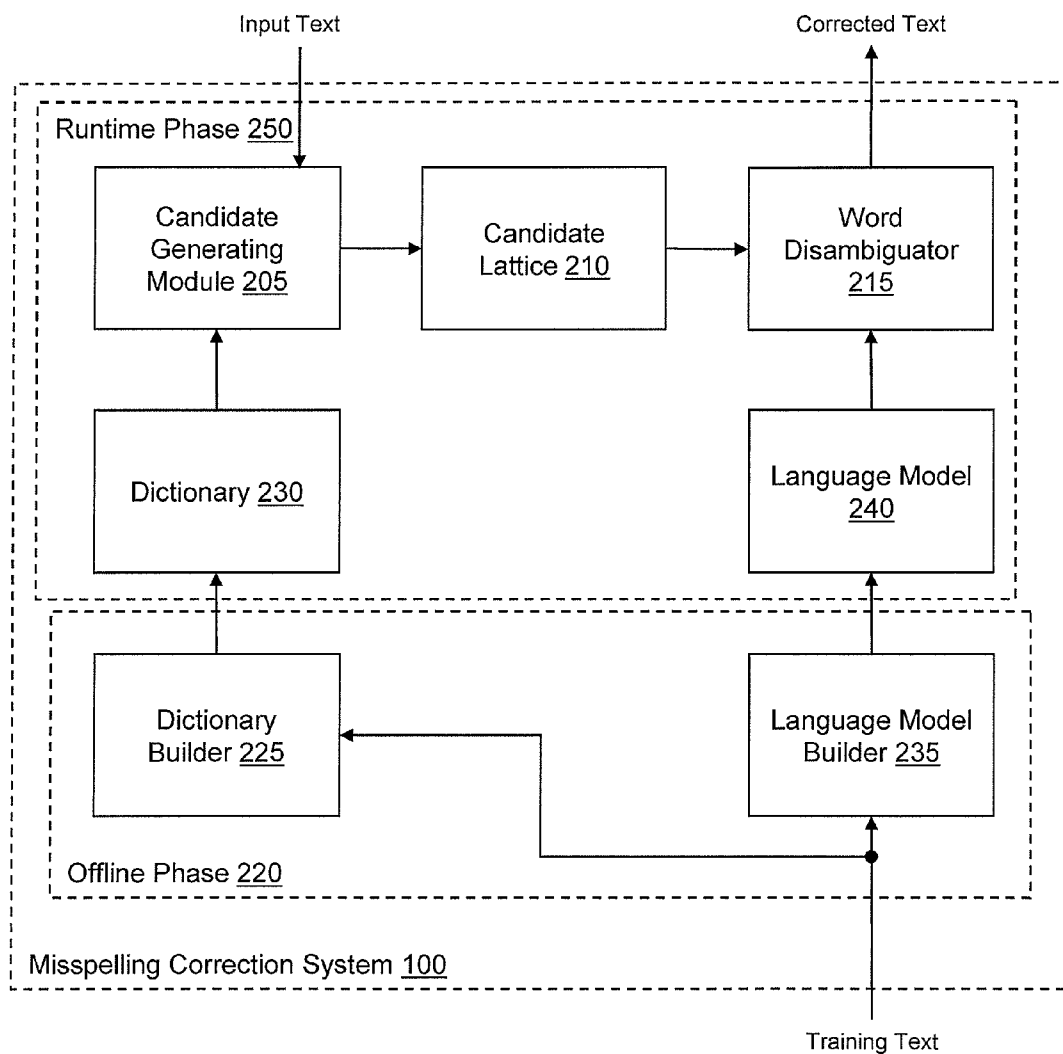 Input Text
Corrected Text
Runtime Phase 250
Candidate
Generating
Module 205
Candidate
Lattice 210
Word
Disambiguator
215
Dictionary 230
Language Model
240
Dictionary
Builder 225
Language Model
Builder 235
Offline Phase 220
Misspelling Correction System 100
Training Text